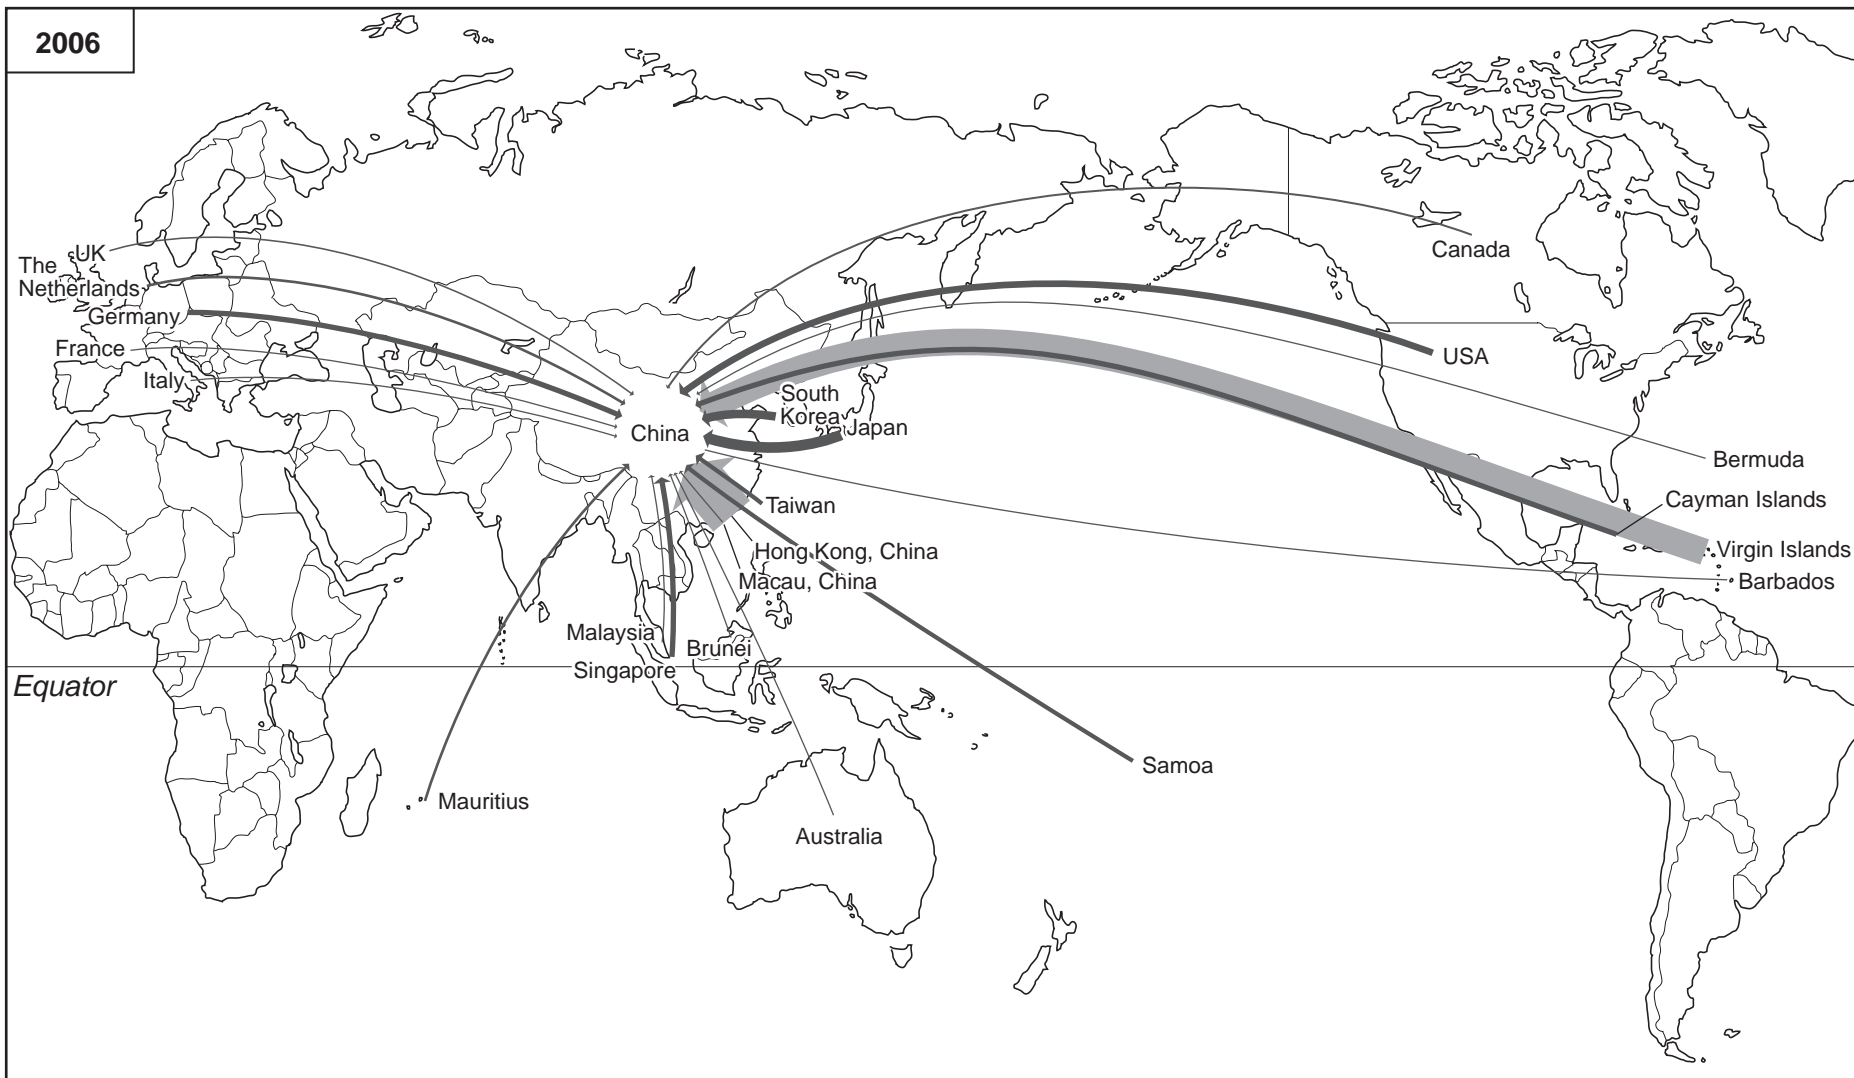 2006
UK
The
Netherlands
Germany
France
Italy
Canada
USA
South
Korea
Japan
China
Bermuda
Cayman Islands
Taiwan
Hong Kong, China
Virgin Islands
Macau, China
Barbados
Malaysia
Brunei
Singapore
Equator
Samoa
Mauritius
Australia